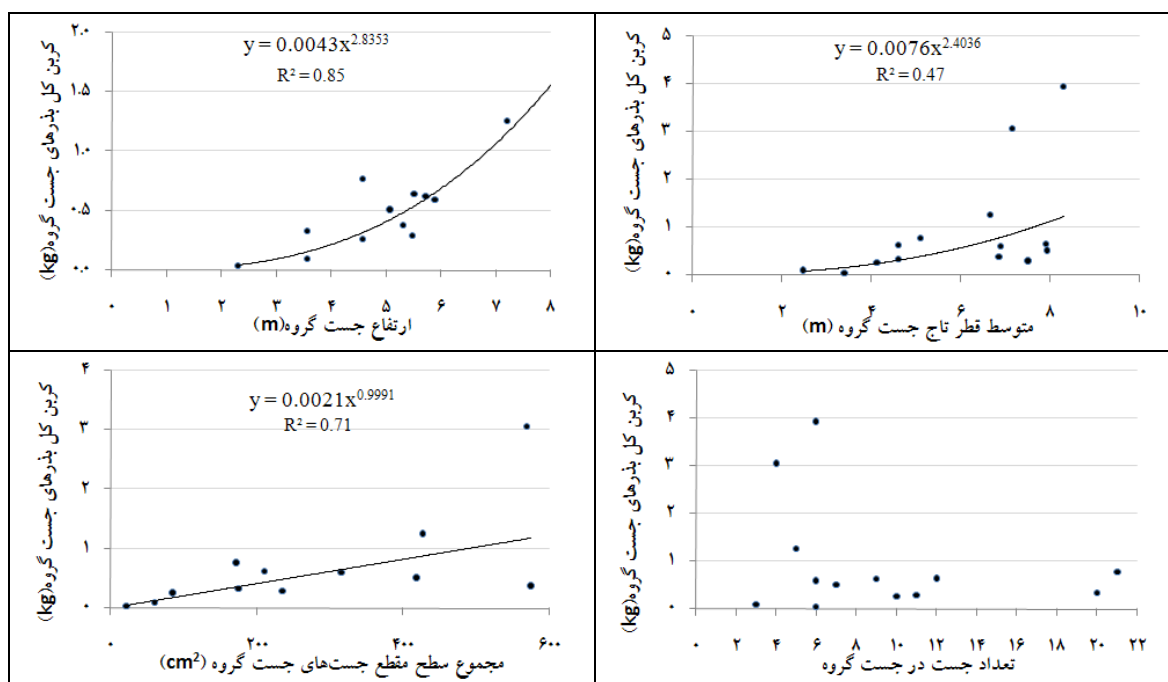 y = 0.0043x^2.8353
R² = 0.85
کربن کل بذرهای جست گروه(kg)
۲.۰
۱.۵
۱.۰
۰.۵
۰.۰
۰ ۱ ۲ ۳ ۴ ۵ ۶ ۷ ۸
ارتفاع جست گروه(m)
y = 0.0076x^2.4036
R² = 0.47
کربن کل بذرهای جست گروه(kg)
۵
۴
۳
۲
۱
۰
۰ ۲ ۴ ۶ ۸ ۱۰
متوسط قطر تاج جست گروه (m)
y = 0.0021x^0.9991
R² = 0.71
کربن کل بذرهای جست گروه(kg)
۴
۳
۲
۱
۰
۰ ۲۰۰ ۴۰۰ ۶۰۰
مجموع سطح مقطع جست‌های جست گروه (cm²)
کربن کل بذرهای جست گروه(kg)
۵
۴
۳
۲
۱
۰
۰ ۲ ۴ ۶ ۸ ۱۰ ۱۲ ۱۴ ۱۶ ۱۸ ۲۰ ۲۲
تعداد جست در جست گروه